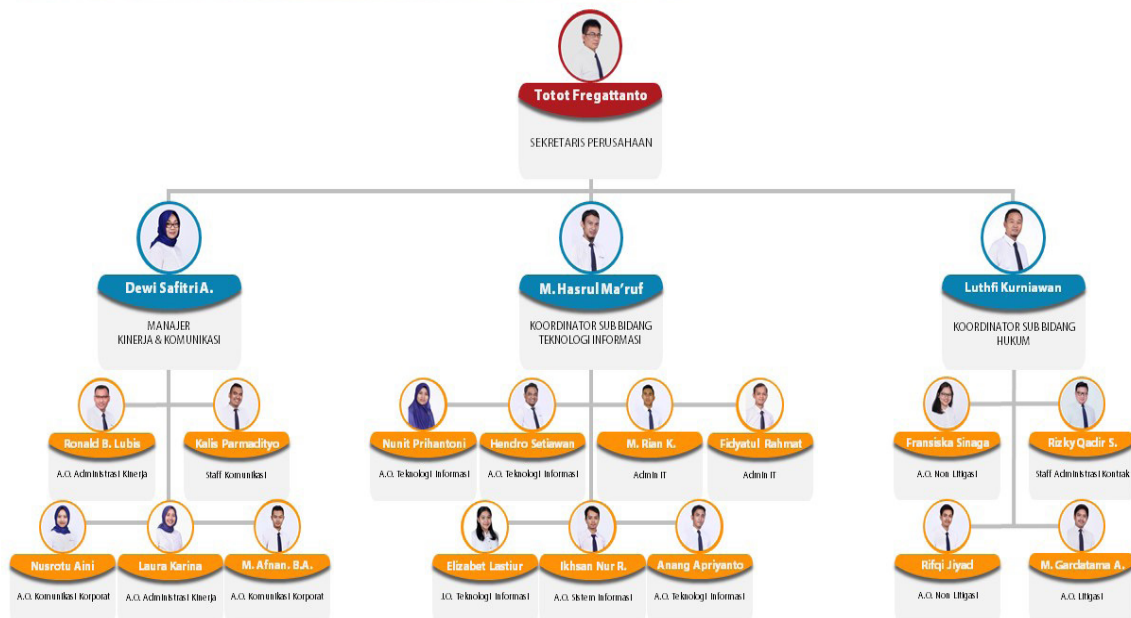 Totot Fregattanto
SEKRETARIS PERUSAHAAN
Dewi Safitri A.
MANAJER
KINERJA & KOMUNIKASI
M. Hasrul Ma'ruf
KOORDINATOR SUB BIDANG
TEKNOLOGI INFORMASI
Luthfi Kurniawan
KOORDINATOR SUB BIDANG
HUKUM
Ronald B. Lubis
A.O. Administrasi Kinerja
Kalis Parmadityo
Staff Komunikasi
Nunit Prihantoni
A.O. Teknologi Informasi
Hendro Setiawan
A.O. Teknologi Informasi
M. Rian K.
Admin IT
Fidyatul Rahmat
Admin IT
Fransiska Sinaga
A.O. Non Litigasi
Rizky Qadir S.
Staff Administrasi Kontrak
Nusrotu Aini
A.O. Komunikasi Korporat
Laura Karina
A.O. Administrasi Kinerja
M. Afnan. B.A.
A.O. Komunikasi Korporat
Elizabet Lastiur
J.O. Teknologi Informasi
Ikhsan Nur R.
A.O. Sistem Informasi
Anang Apriyanto
A.O. Teknologi Informasi
Rifqi Jiyad
A.O. Non Litigasi
M. Gardatama A.
A.O. Litigasi